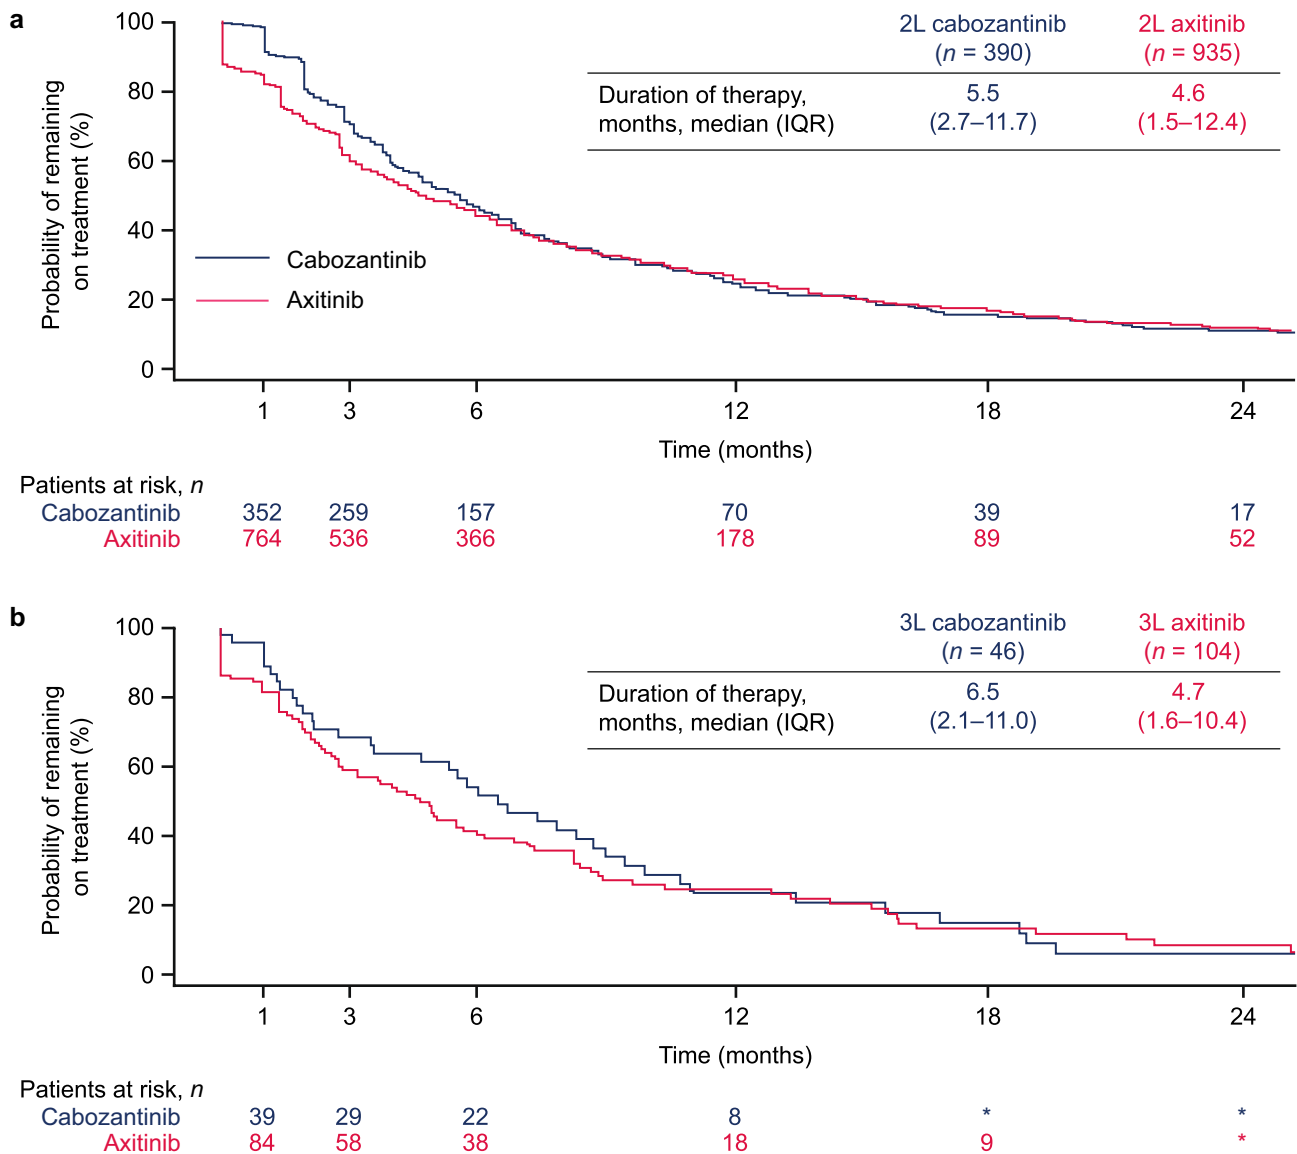 a
2L cabozantinib 2L axitinib
(n = 390) (n = 935)
Duration of therapy, 5.5 4.6
months, median (IQR) (2.7–11.7) (1.5–12.4)
Probability of remaining
on treatment (%)
100
80
60
40
20
0
Cabozantinib
Axitinib
1 3 6 12 18 24
Time (months)
Patients at risk, n
Cabozantinib 352 259 157 70 39 17
Axitinib 764 536 366 178 89 52
b
3L cabozantinib 3L axitinib
(n = 46) (n = 104)
Duration of therapy, 6.5 4.7
months, median (IQR) (2.1–11.0) (1.6–10.4)
Probability of remaining
on treatment (%)
100
80
60
40
20
0
1 3 6 12 18 24
Time (months)
Patients at risk, n
Cabozantinib 39 29 22 8 * *
Axitinib 84 58 38 18 9 *